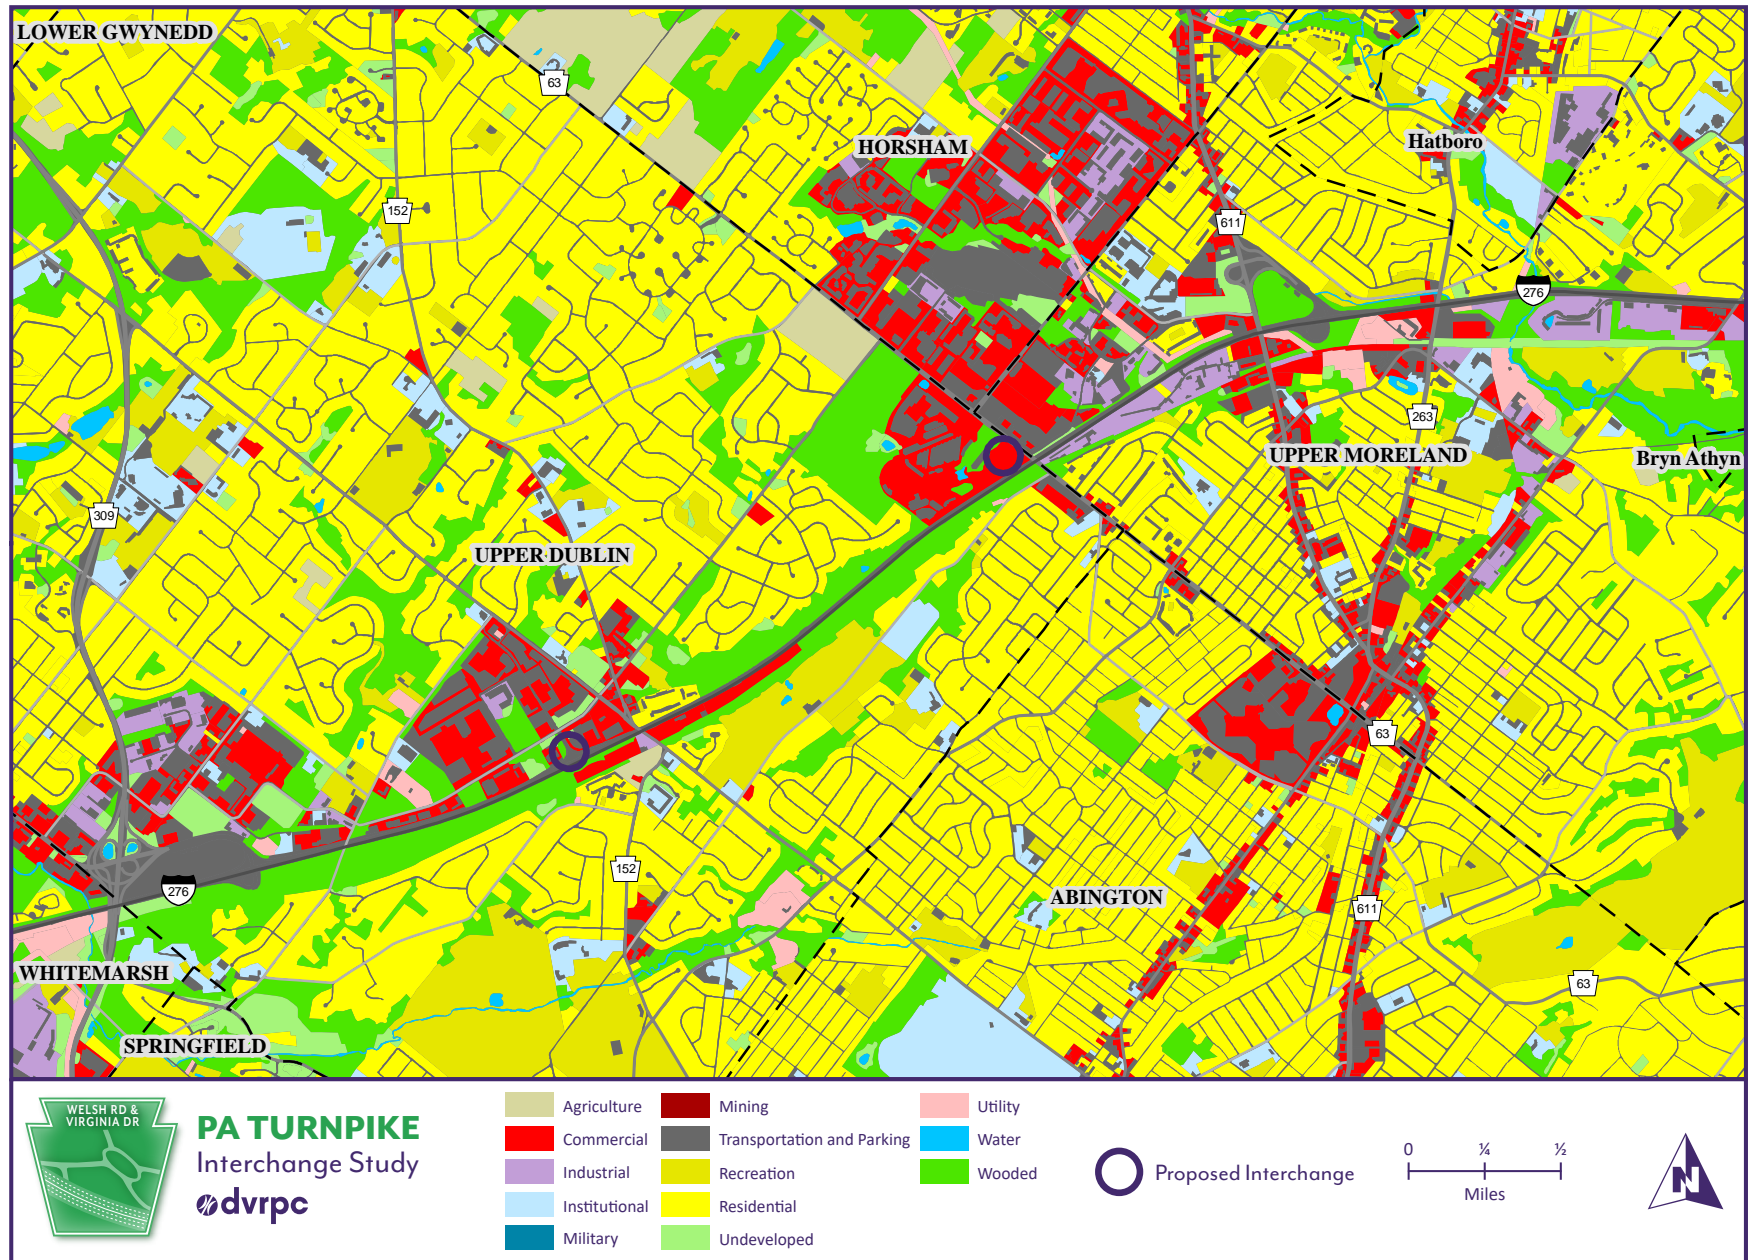 LOWER GWYNEDD
63
HORSHAM
Hatboro
152
611
276
263
UPPER MORELAND
Bryn Athyn
309
UPPER DUBLIN
63
152
276
ABINGTON
611
WHITEMARSH
63
SPRINGFIELD
WELSH RD &
VIRGINIA DR
PA TURNPIKE
Interchange Study
dvrpc
Agriculture
Commercial
Industrial
Institutional
Military
Mining
Transportation and Parking
Recreation
Residential
Undeveloped
Utility
Water
Wooded
Proposed Interchange
0 ¼ ½
Miles
N